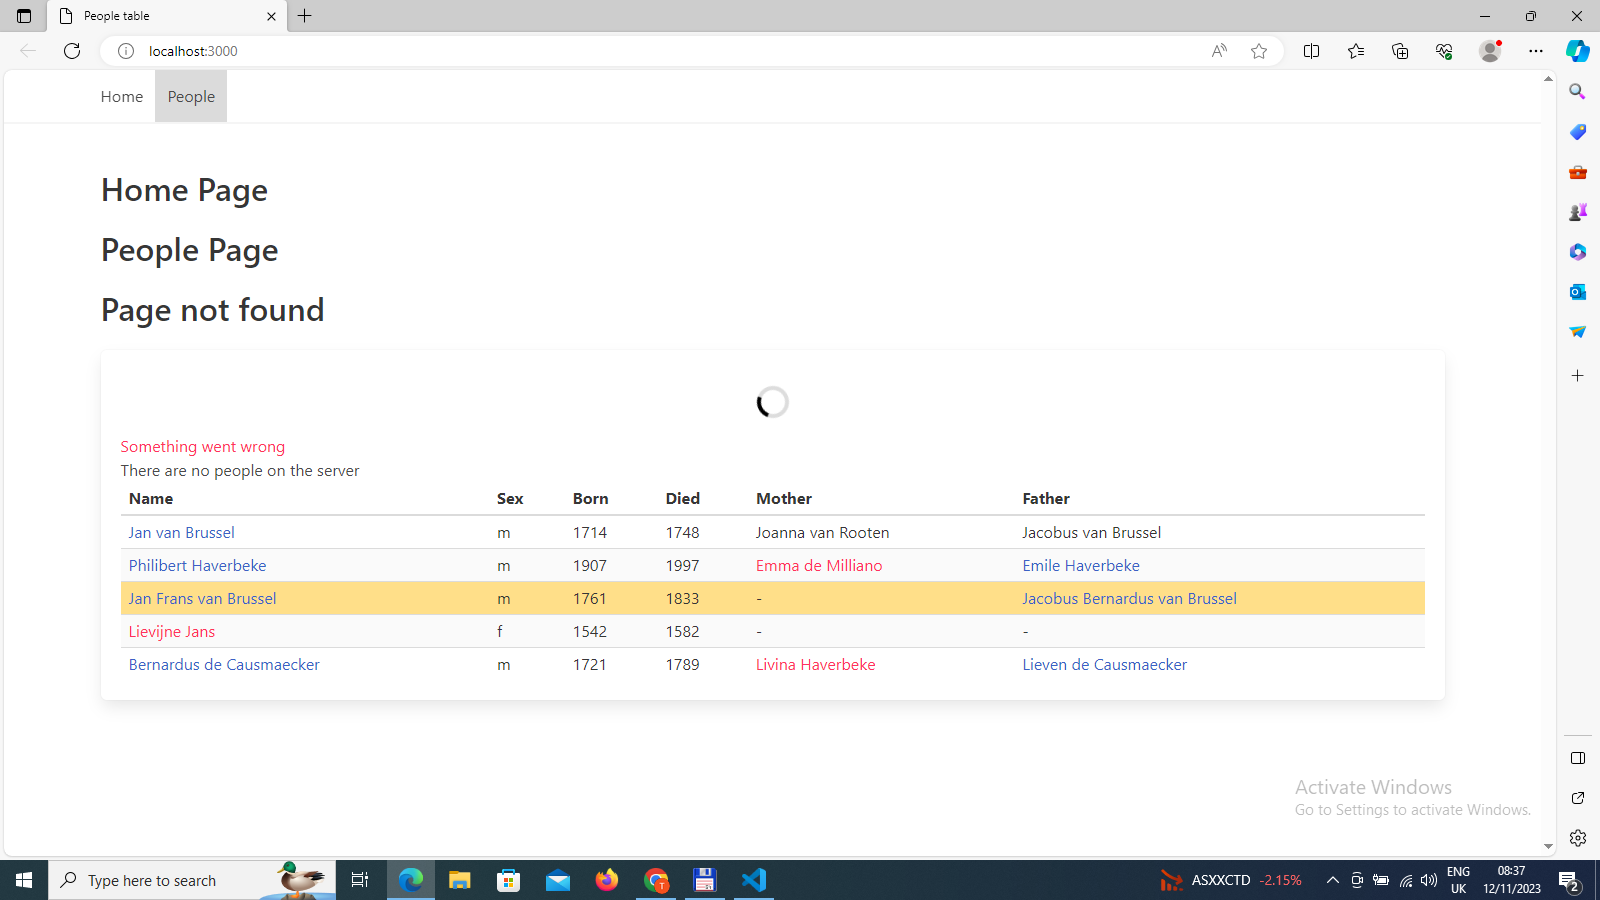 People table
localhost:3000
Home People
Home Page
People Page
Page not found
Something went wrong
There are no people on the server
Name Sex Born Died Mother Father
Jan van Brussel m 1714 1748 Joanna van Rooten Jacobus van Brussel
Philibert Haverbeke m 1907 1997 Emma de Milliano Emile Haverbeke
Jan Frans van Brussel m 1761 1833 - Jacobus Bernardus van Brussel
Lievijne Jans f 1542 1582 - -
Bernardus de Causmaecker m 1721 1789 Livina Haverbeke Lieven de Causmaecker
Activate Windows
Go to Settings to activate Windows.
Type here to search
ASXXCTD -2.15%
ENG
UK
08:37
12/11/2023
2